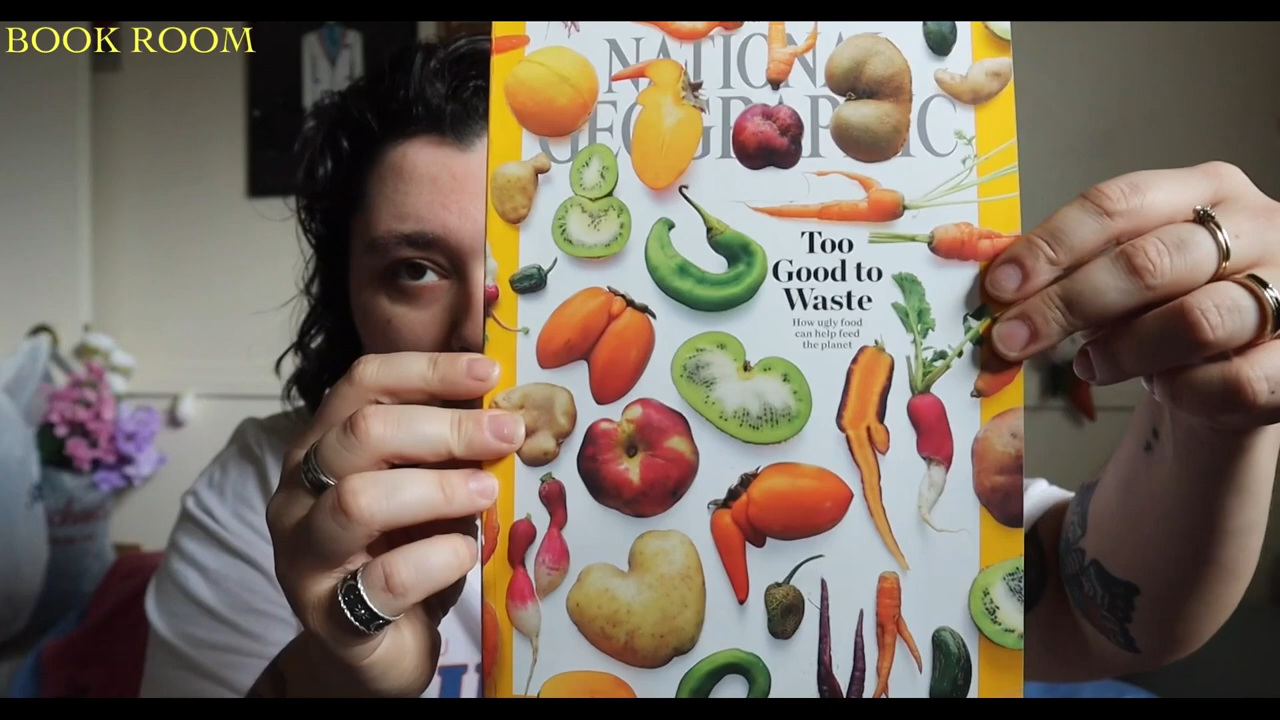 BOOK ROOM
NATIONAL
GEOGRAPHIC
Too
Good to
Waste
How ugly food
can help feed
the planet